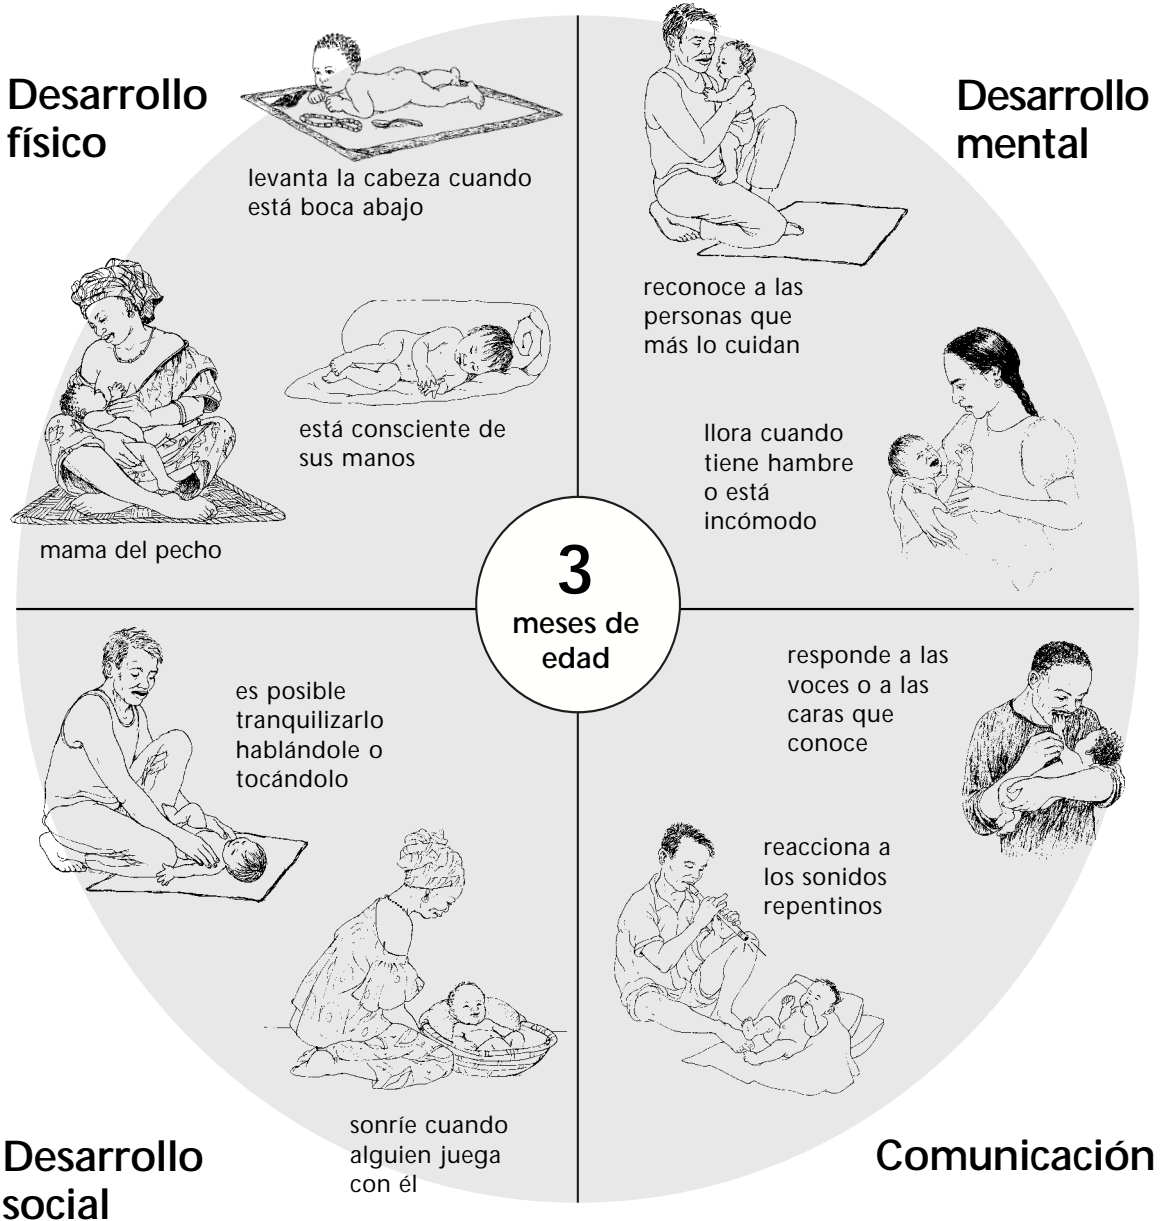 Desarrollo
físico
levanta la cabeza cuando
está boca abajo
está consciente de
sus manos
mama del pecho
Desarrollo
mental
reconoce a las
personas que
más lo cuidan
llora cuando
tiene hambre
o está
incómodo
3
meses de
edad
es posible
tranquilizarlo
hablándole o
tocándolo
sonríe cuando
alguien juega
con él
Desarrollo
social
responde a las
voces o a las
caras que
conoce
reacciona a
los sonidos
repentinos
Comunicación